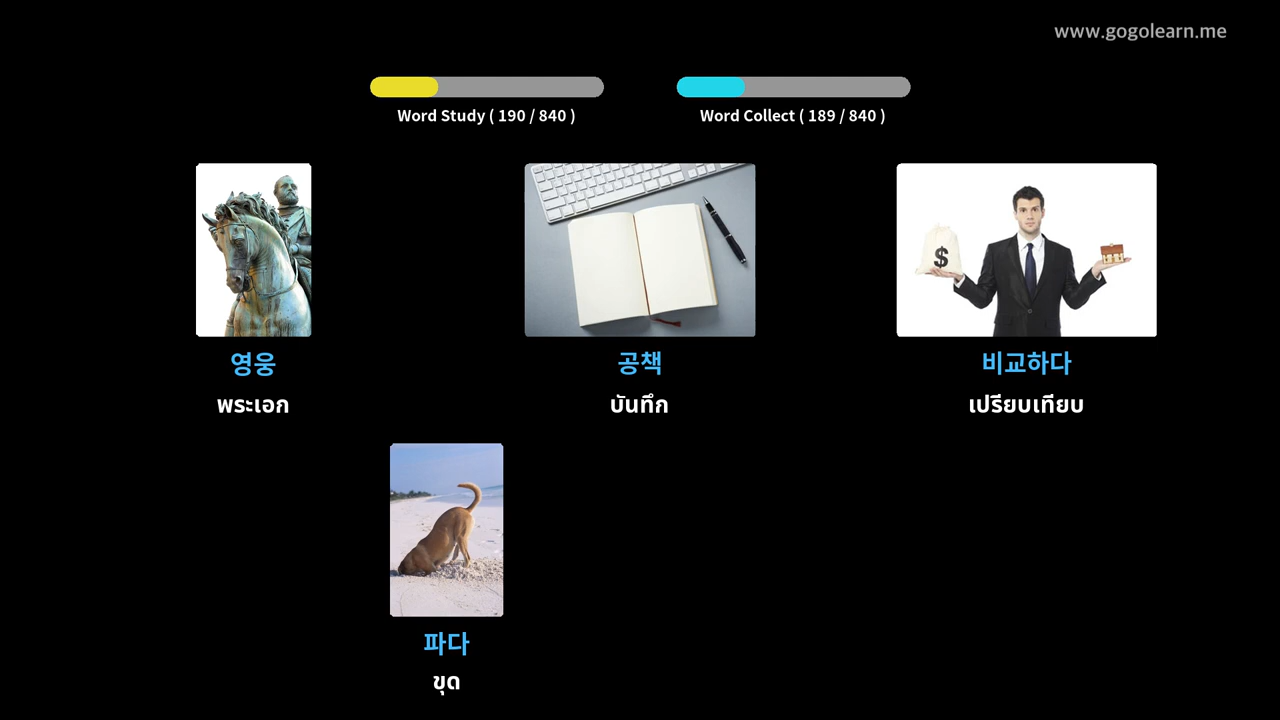 www.gogolearn.me
Word Study ( 190 / 840 )
Word Collect ( 189 / 840 )
$
영웅
พระเอก
공책
บันทึก
비교하다
เปรียบเทียบ
파다
ขุด